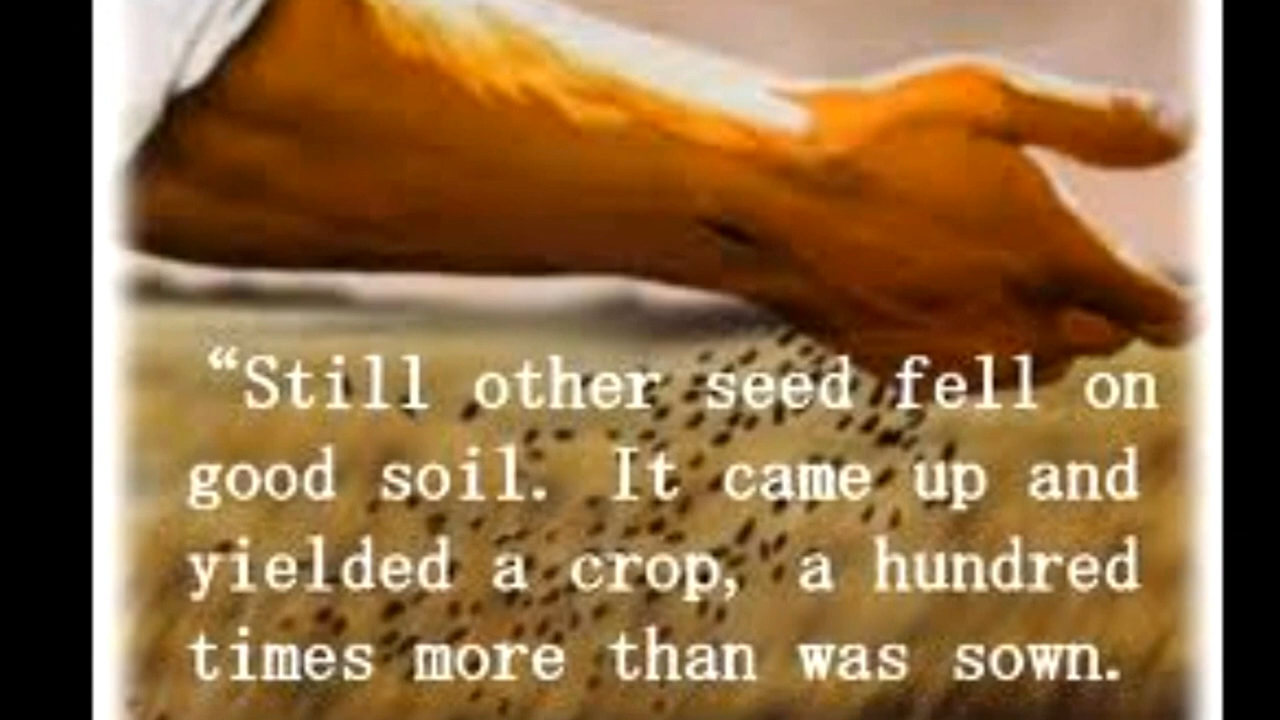 “Still other seed fell on
good soil. It came up and
yielded a crop, a hundred
times more than was sown.